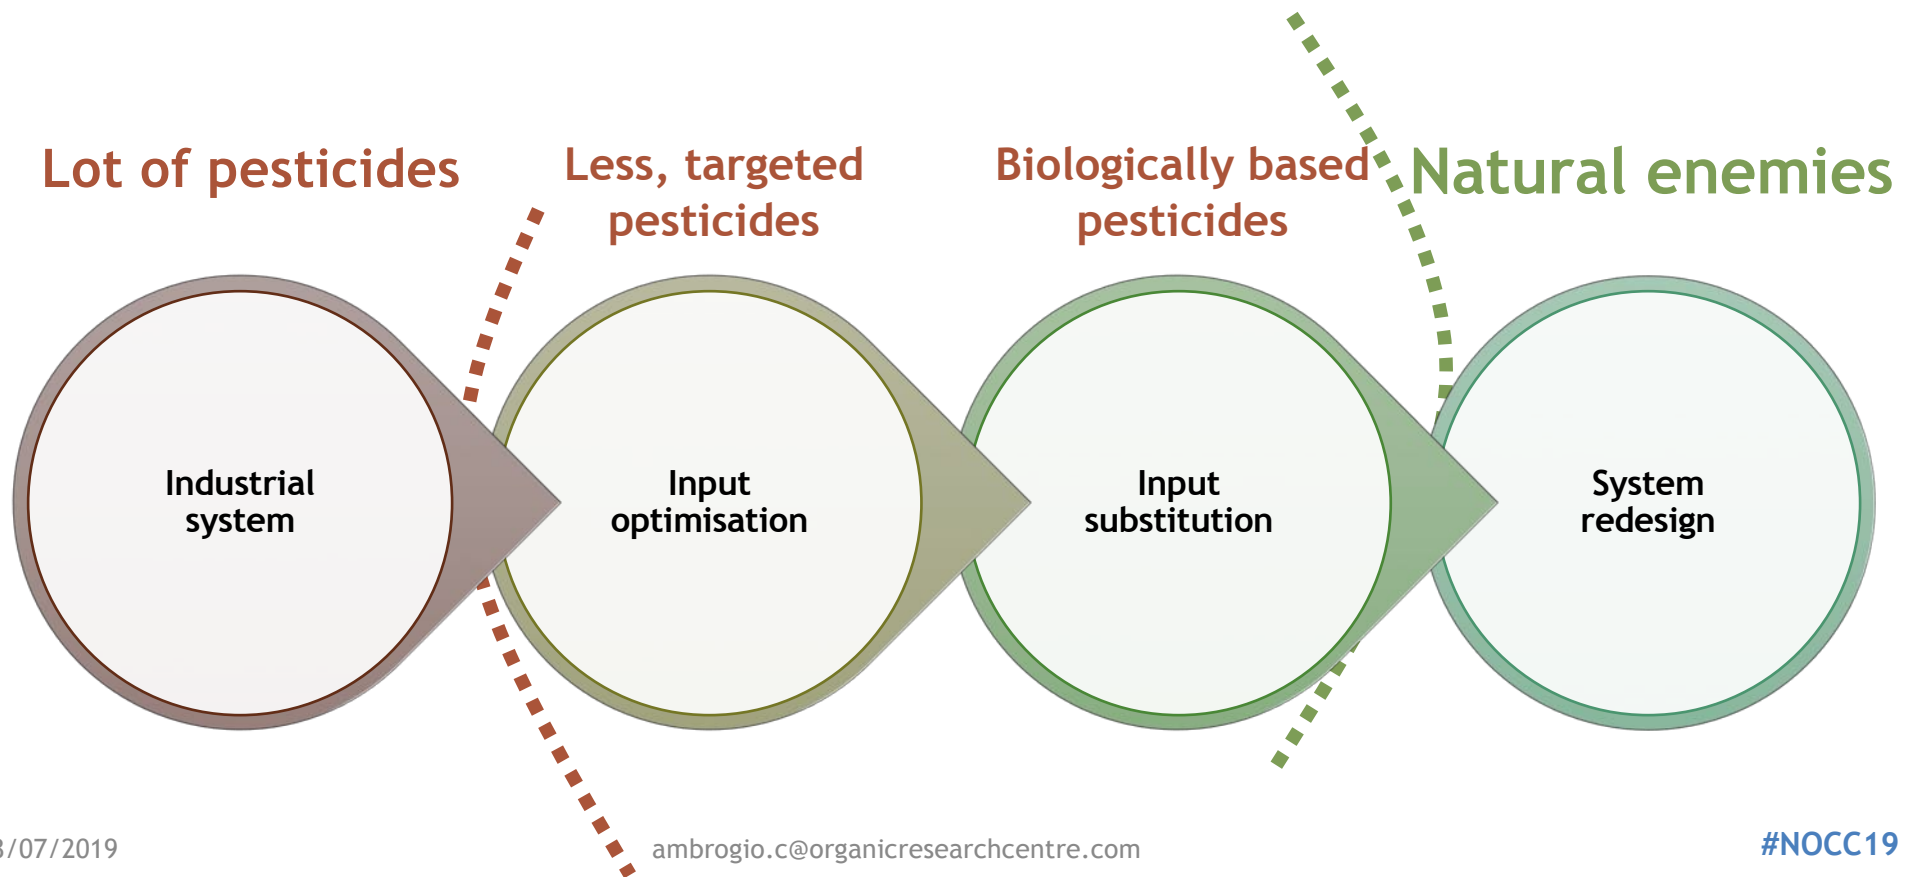 Lot of pesticides
Less, targeted
pesticides
Biologically based
pesticides
Natural enemies
Industrial
system
Input
optimisation
Input
substitution
System
redesign
/07/2019
ambrogio.c@organicresearchcentre.com
#NOCC19